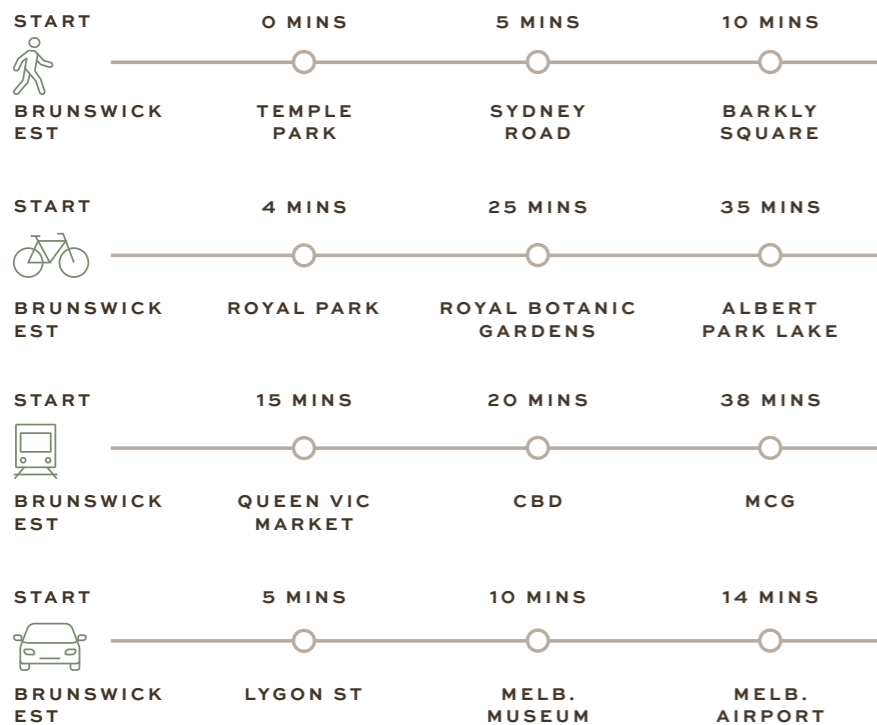 START 0 MINS 5 MINS 10 MINS
BRUNSWICK TEMPLE SYDNEY BARKLY
EST PARK ROAD SQUARE
START 4 MINS 25 MINS 35 MINS
BRUNSWICK ROYAL PARK ROYAL BOTANIC ALBERT
EST GARDENS PARK LAKE
START 15 MINS 20 MINS 38 MINS
BRUNSWICK QUEEN VIC CBD MCG
EST MARKET
START 5 MINS 10 MINS 14 MINS
BRUNSWICK LYGON ST MELB. MELB.
EST MUSEUM AIRPORT